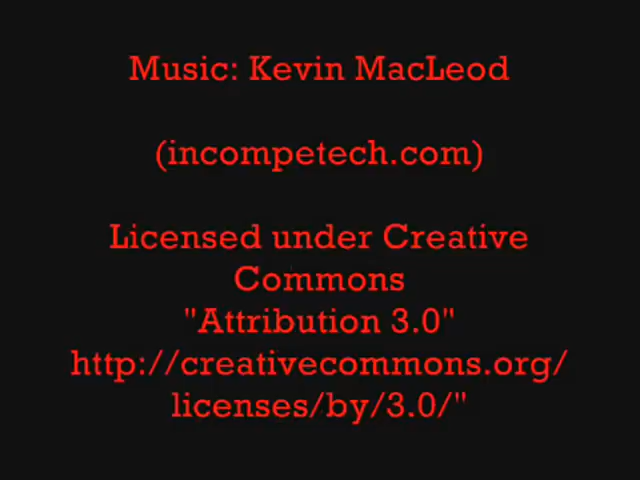 Music: Kevin MacLeod
(incompetech.com)
Licensed under Creative
Commons
"Attribution 3.0"
http://creativecommons.org/
licenses/by/3.0/"